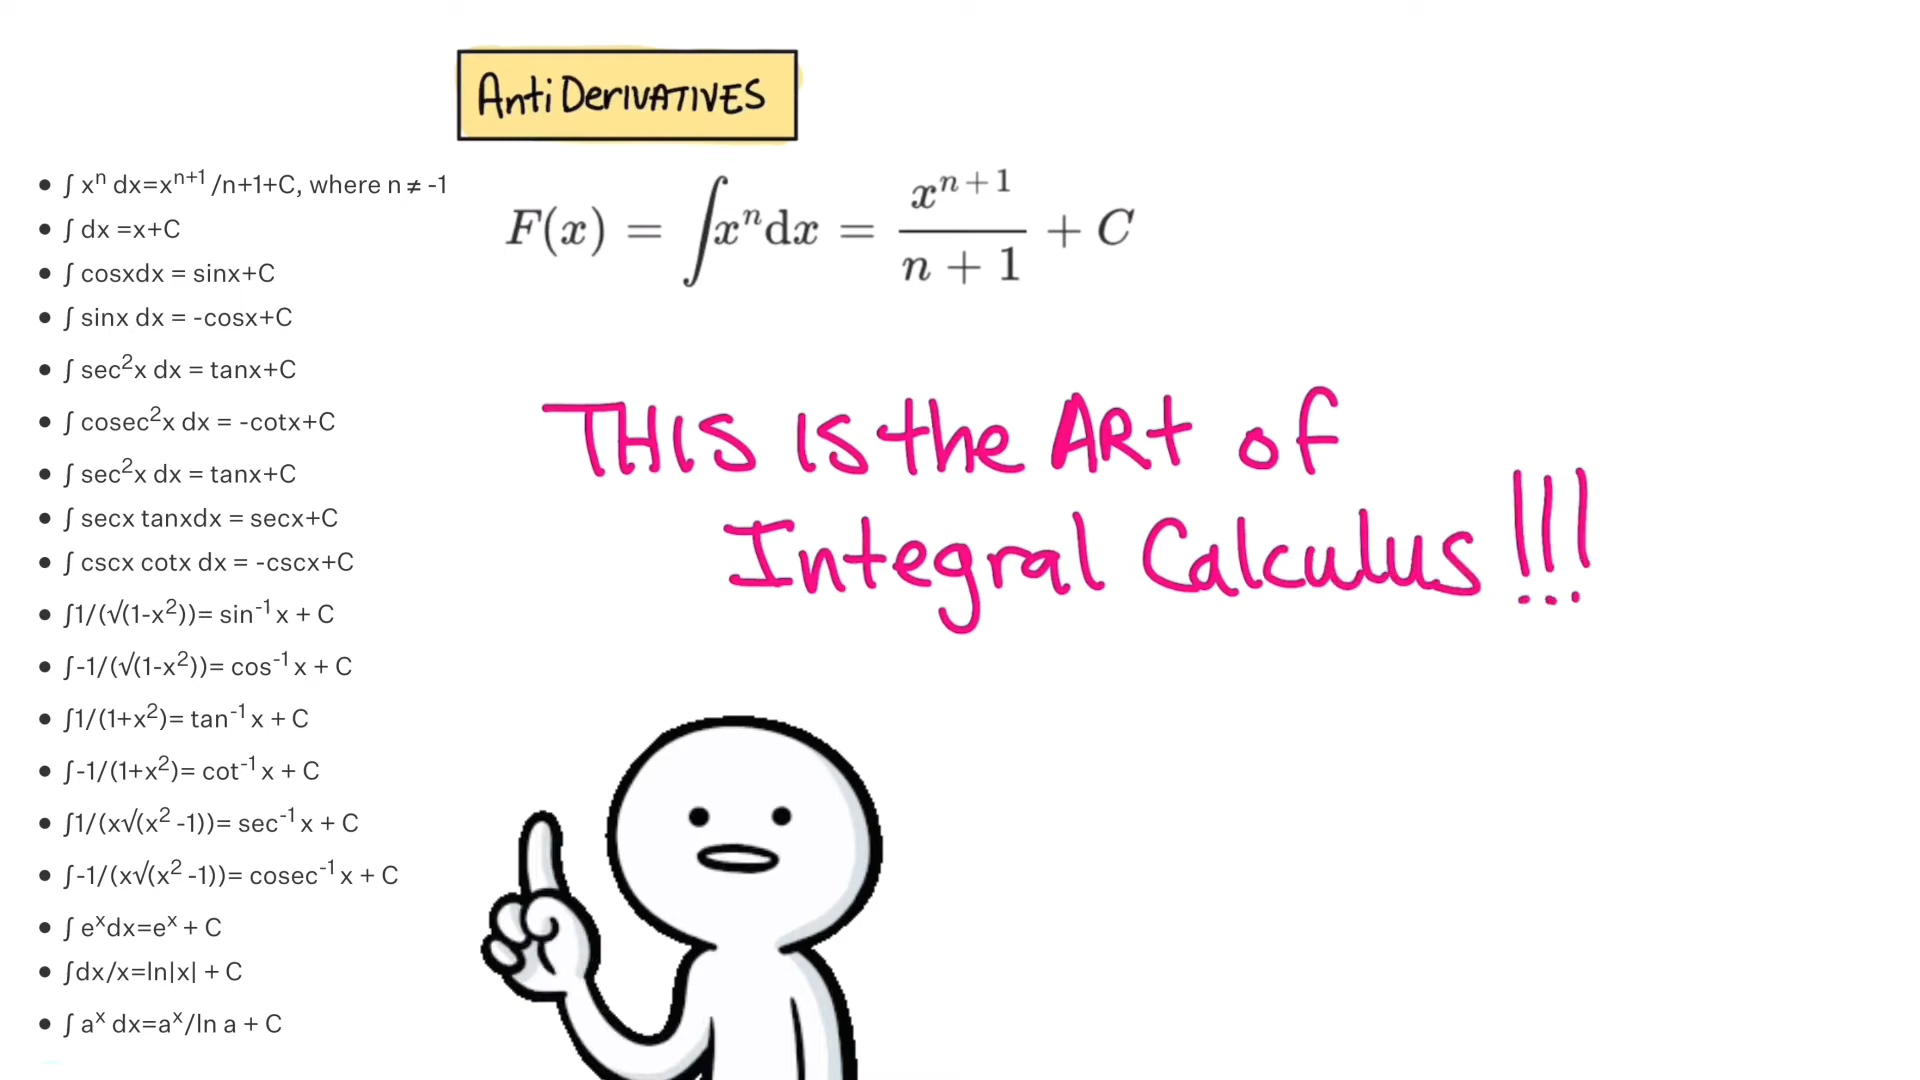 AntiDERIVATIVES
• ∫ xⁿ dx=xⁿ⁺¹/n+1+C, where n ≠ -1
• ∫ dx =x+C
• ∫ cosxdx = sinx+C
• ∫ sinx dx = -cosx+C
• ∫ sec²x dx = tanx+C
• ∫ cosec²x dx = -cotx+C
• ∫ sec²x dx = tanx+C
• ∫ secx tanxdx = secx+C
• ∫ cscx cotx dx = -cscx+C
• ∫1/(√(1-x²))= sin⁻¹x + C
• ∫-1/(√(1-x²))= cos⁻¹x + C
• ∫1/(1+x²)= tan⁻¹x + C
• ∫-1/(1+x²)= cot⁻¹x + C
• ∫1/(x√(x² -1))= sec⁻¹x + C
• ∫-1/(x√(x² -1))= cosec⁻¹x + C
• ∫ eˣdx=eˣ + C
• ∫dx/x=ln|x| + C
• ∫ aˣ dx=aˣ/ln a + C
F(x) = ∫xⁿdx = xⁿ⁺¹/n + 1 + C
THIS IS the ARt of
Integral Calculus!!!